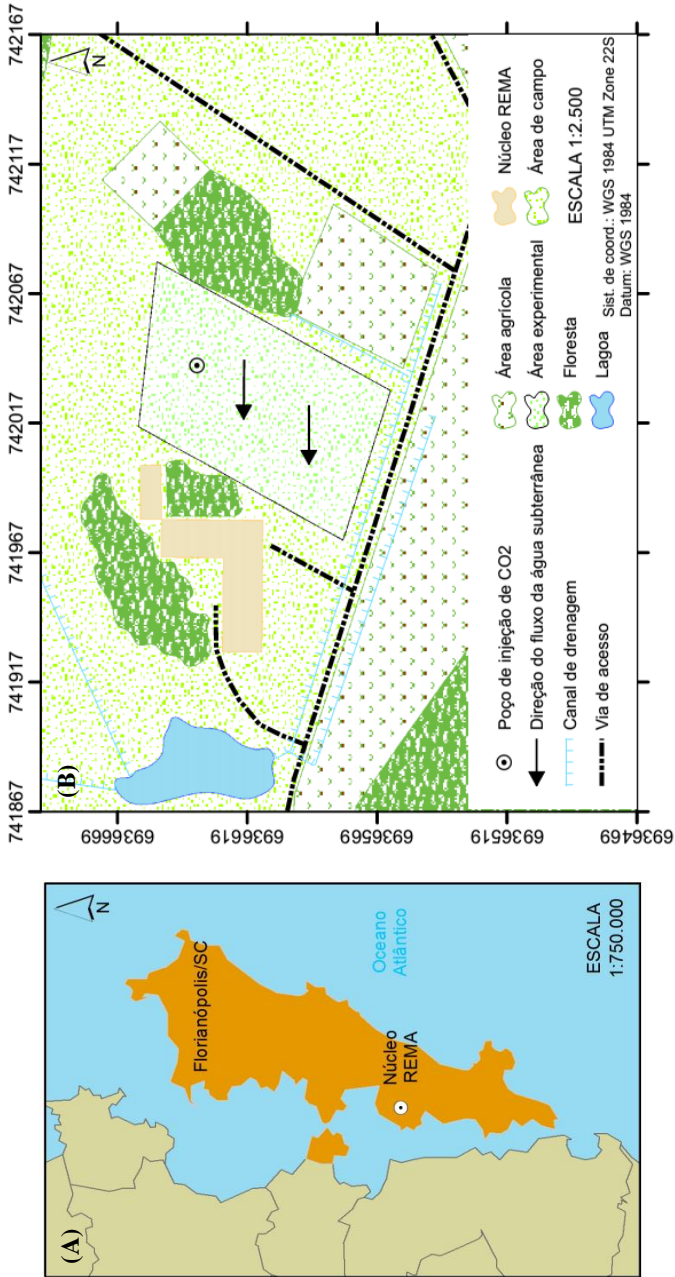 (A)
N
Florianópolis/SC
Oceano
Atlântico
Núcleo
REMA
ESCALA
1:750.000
741867 741917 741967 742017 742067 742117 742167
(B)
N
6936669
6936619
6936569
6936519
6936469
Poço de injeção de CO2
Direção do fluxo da água subterrânea
Canal de drenagem
Via de acesso
Área agrícola
Área experimental
Floresta
Lagoa
Núcleo REMA
Área de campo
ESCALA 1:2.500
Sist. de coord.: WGS 1984 UTM Zone 22S
Datum: WGS 1984